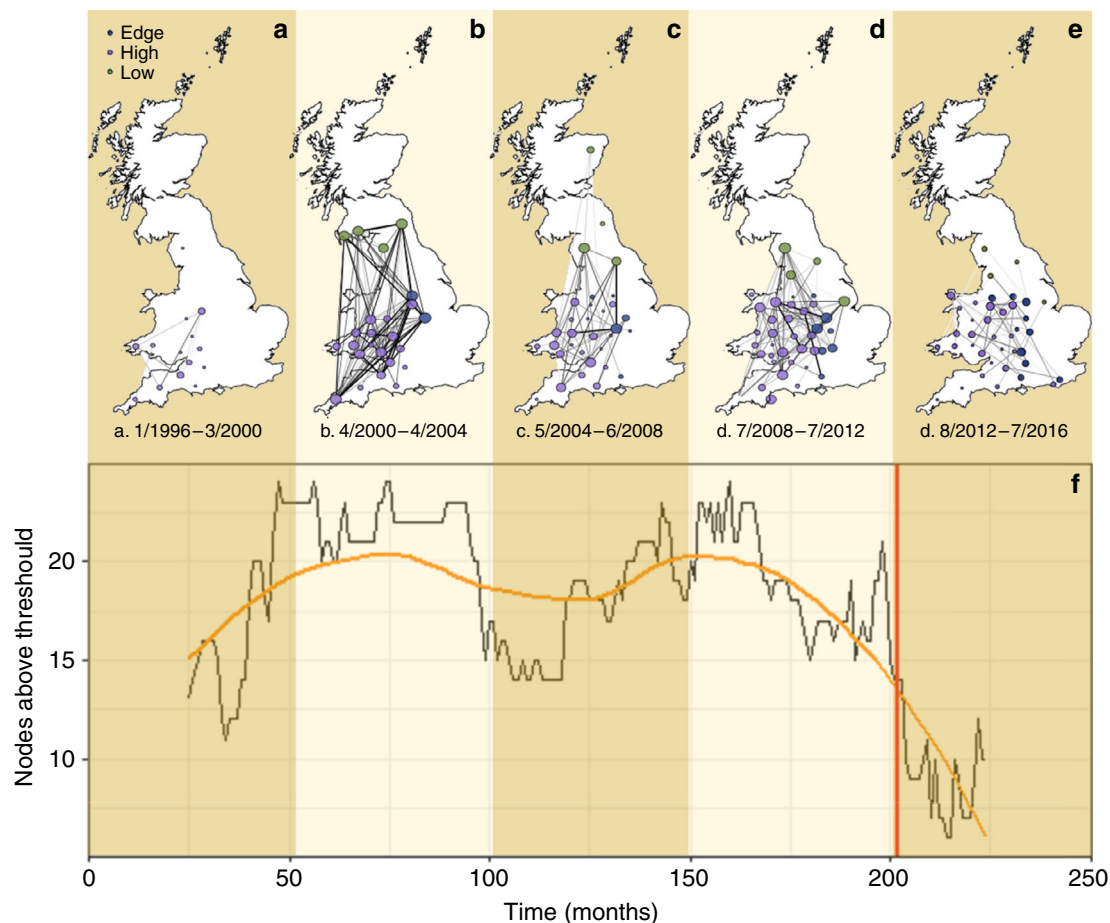 a
b
c
d
e
Edge
High
Low
a. 1/1996–3/2000
b. 4/2000–4/2004
c. 5/2004–6/2008
d. 7/2008–7/2012
d. 8/2012–7/2016
f
Nodes above threshould
20
15
10
0
50
100
150
200
250
Time (months)